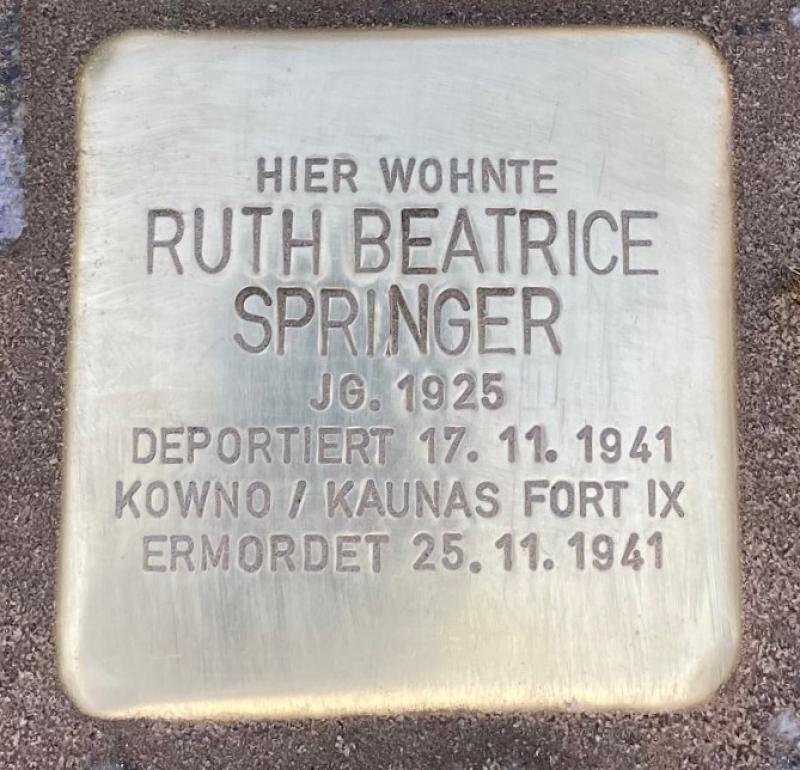 HIER WOHNTE
RUTH BEATRICE
SPRINGER
JG. 1925
DEPORTIERT 17. 11. 1941
KOWNO / KAUNAS FORT IX
ERMORDET 25. 11. 1941